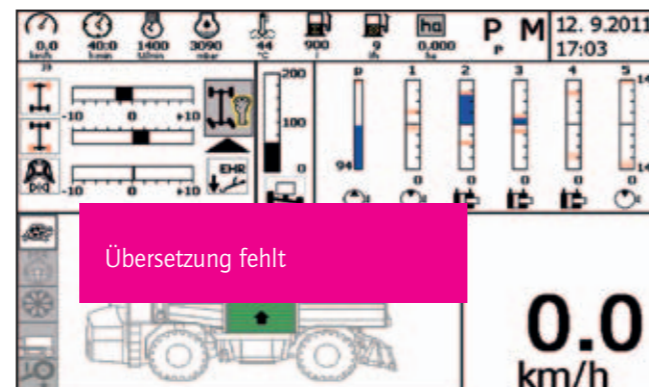 ha
P M 12. 9.2011
0,0 40:0 1400 3090 44 900 9 0.000 P 17:03
km/h h:min U/min mbar °C l l/h ha
200 p 1 2 3 4 5
-10 0 +10
100
-10 0 +10
EHR
94
-10 0 +10 0 0 0 0 0 0
Übersetzung fehlt
0.0
km/h